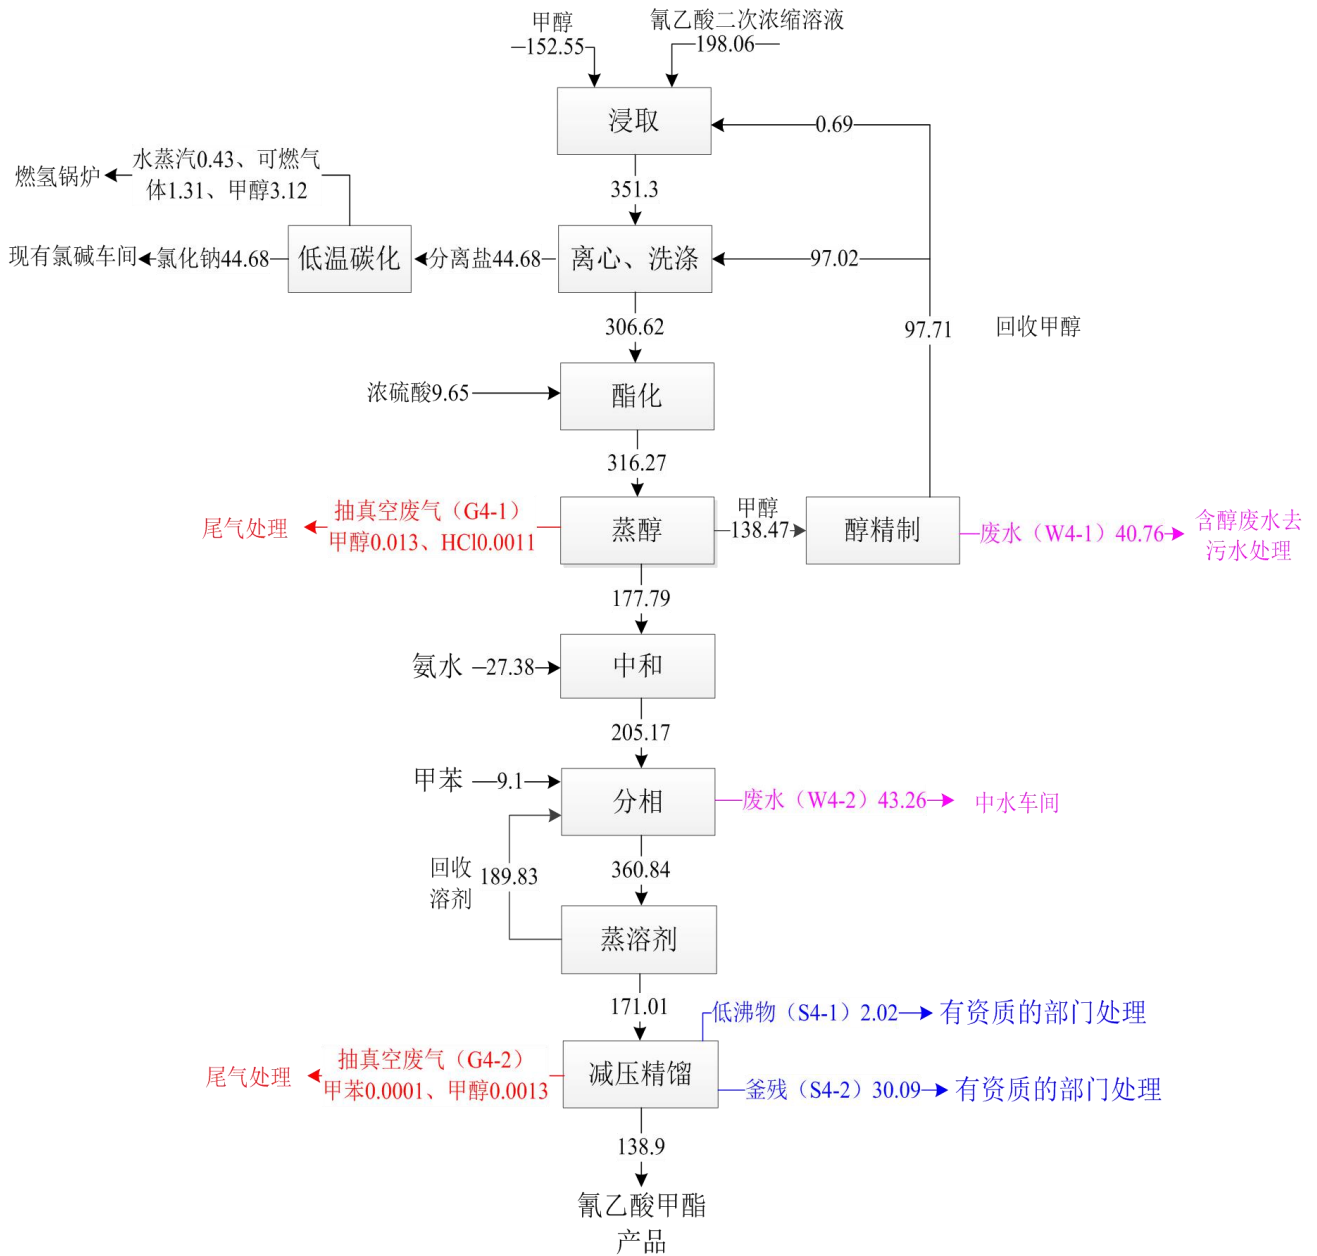 甲醇
152.55
氰乙酸二次浓缩溶液
198.06
浸取
0.69
351.3
水蒸汽0.43、可燃气
体1.31、甲醇3.12
燃氢锅炉
现有氯碱车间
氯化钠44.68
低温碳化
分离盐44.68
离心、洗涤
97.02
306.62
97.71
回收甲醇
浓硫酸9.65
酯化
316.27
尾气处理
抽真空废气（G4-1）
甲醇0.013、HCl0.0011
蒸醇
甲醇
138.47
醇精制
废水（W4-1）40.76
含醇废水去
污水处理
177.79
氨水
27.38
中和
205.17
甲苯
9.1
分相
废水（W4-2）43.26
中水车间
回收
溶剂
189.83
360.84
蒸溶剂
171.01
低沸物（S4-1）2.02
有资质的部门处理
尾气处理
抽真空废气（G4-2）
甲苯0.0001、甲醇0.0013
减压精馏
釜残（S4-2）30.09
有资质的部门处理
138.9
氰乙酸甲酯
产品